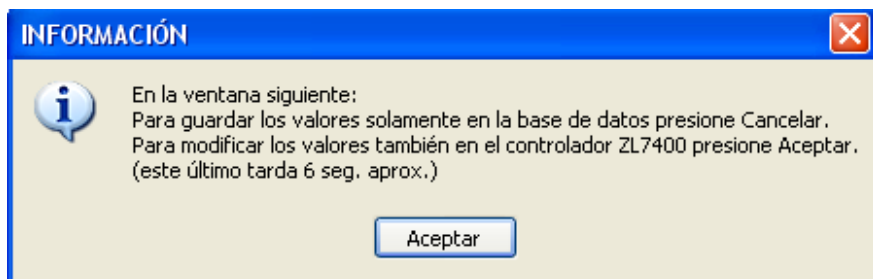 INFORMACIÓN
En la ventana siguiente:
Para guardar los valores solamente en la base de datos presione Cancelar.
Para modificar los valores también en el controlador ZL7400 presione Aceptar.
(este último tarda 6 seg. aprox.)
Aceptar